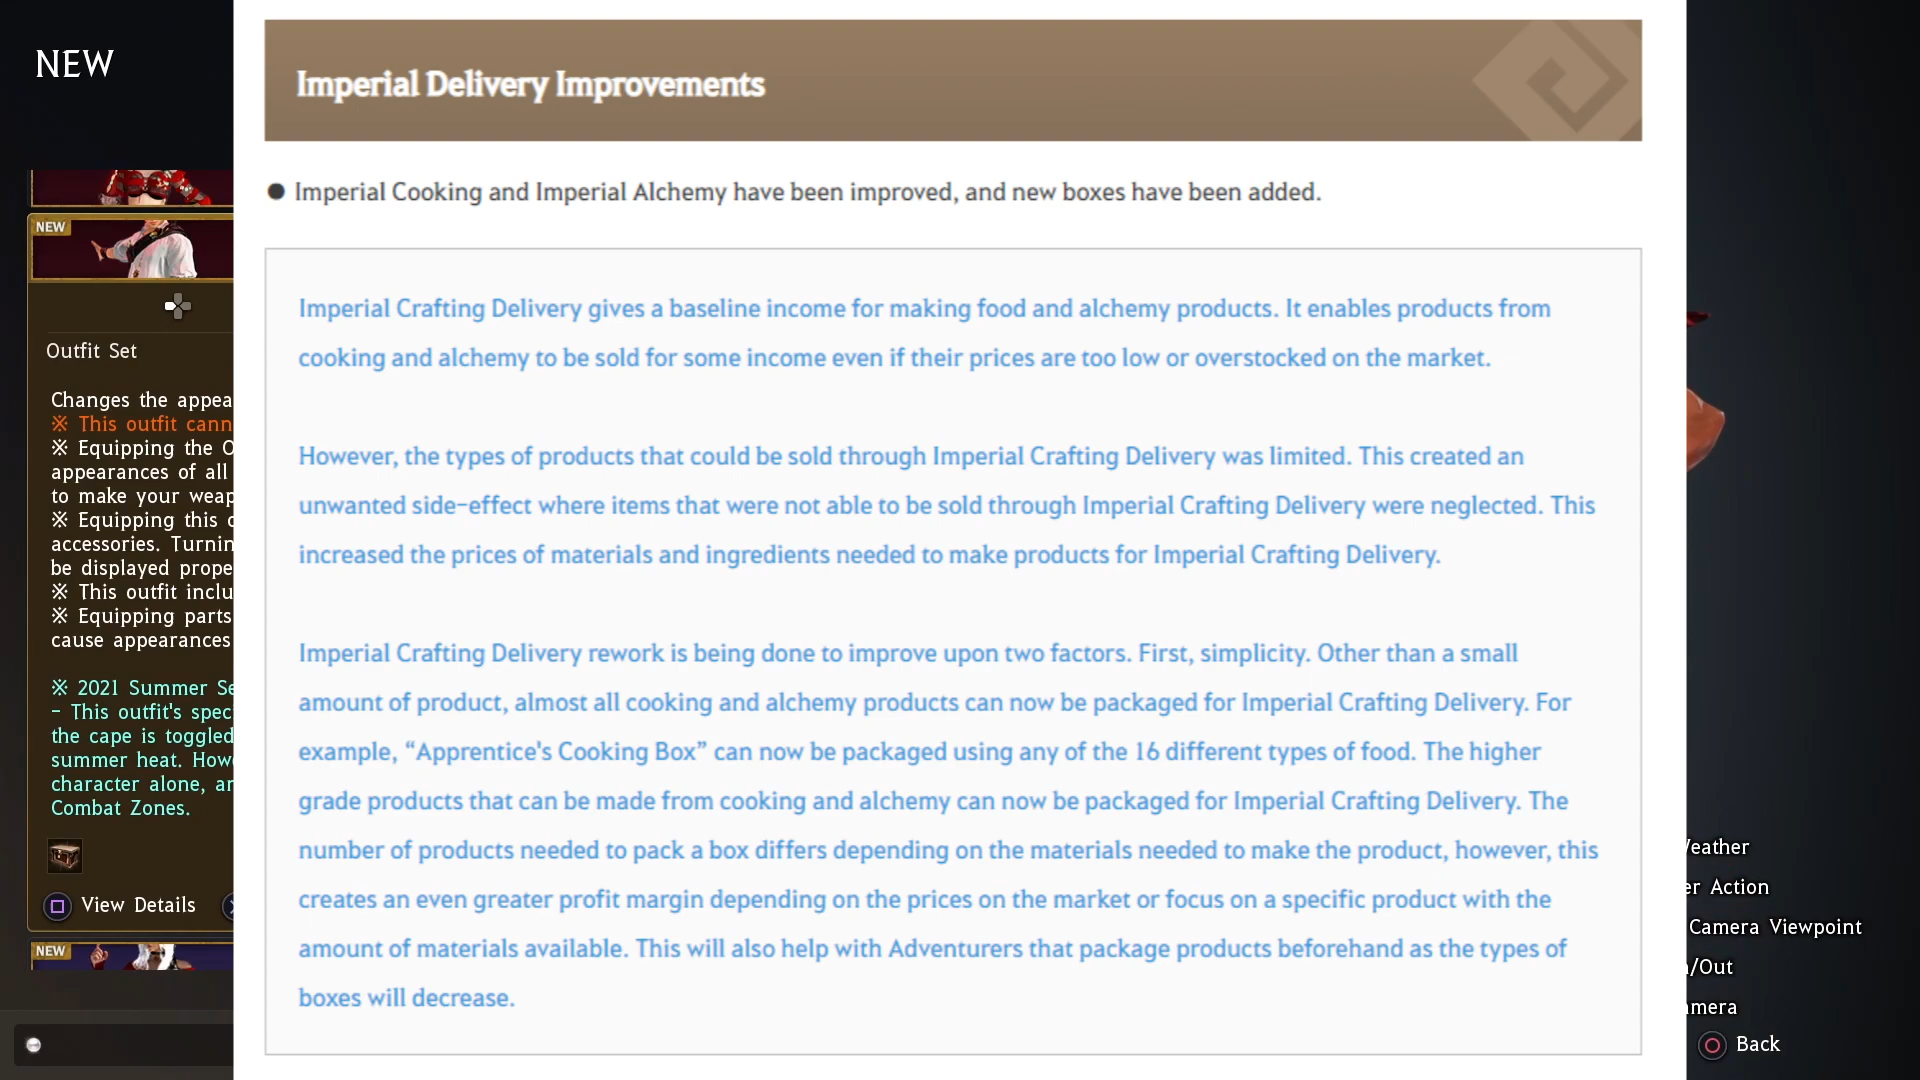 NEW
NEW
Outfit Set
Changes the appea
※ This outfit cann
※ Equipping the O
appearances of all
to make your weap
※ Equipping this
accessories. Turnin
be displayed prope
※ This outfit inclu
※ Equipping parts
cause appearances
※ 2021 Summer Se
- This outfit's spec
the cape is toggled
summer heat. Howe
character alone, an
Combat Zones.
View Details
NEW
Imperial Delivery Improvements
● Imperial Cooking and Imperial Alchemy have been improved, and new boxes have been added.
Imperial Crafting Delivery gives a baseline income for making food and alchemy products. It enables products from
cooking and alchemy to be sold for some income even if their prices are too low or overstocked on the market.
However, the types of products that could be sold through Imperial Crafting Delivery was limited. This created an
unwanted side-effect where items that were not able to be sold through Imperial Crafting Delivery were neglected. This
increased the prices of materials and ingredients needed to make products for Imperial Crafting Delivery.
Imperial Crafting Delivery rework is being done to improve upon two factors. First, simplicity. Other than a small
amount of product, almost all cooking and alchemy products can now be packaged for Imperial Crafting Delivery. For
example, “Apprentice's Cooking Box” can now be packaged using any of the 16 different types of food. The higher
grade products that can be made from cooking and alchemy can now be packaged for Imperial Crafting Delivery. The
number of products needed to pack a box differs depending on the materials needed to make the product, however, this
creates an even greater profit margin depending on the prices on the market or focus on a specific product with the
amount of materials available. This will also help with Adventurers that package products beforehand as the types of
boxes will decrease.
Weather
er Action
Camera Viewpoint
n/Out
amera
Back